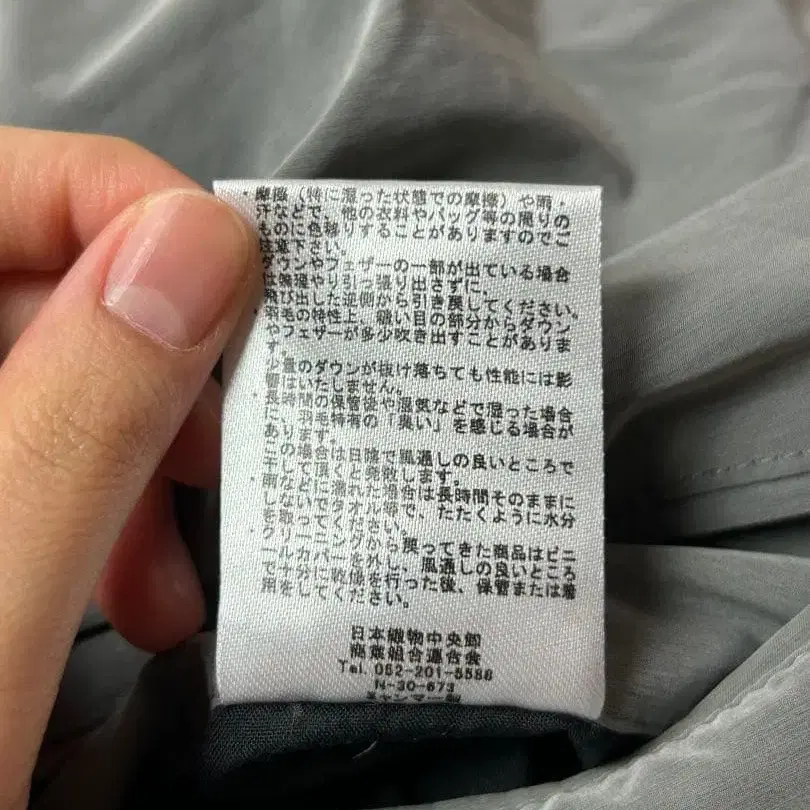 ・摩擦（特に湿った状態での摩擦）や雨・
汗などで、他の衣料やバッグ等の周りの
ものに色移りすることがありますのでご
注意下さい。
ダウンやフェザーの一部が出ている場合
は無理やり引っ張り出さずに、
飛び出した逆側から引き戻してください。
・羽毛の特性上、縫い目の部分からダウン
やフェザーが多少吹き出すことがありま
す。
少量のダウンが抜け落ちても性能には影
響はいたしません。
・長時間の保管後や湿気などで湿った場合
に、羽毛特有の「臭い」を感じる場合が
あります。
この場合は日陰で風通しの良いところで
干して頂くと発散します。
・雨などで濡れた場合は長時間そのままに
しないでタオル等で、たたくように水分
を取ってください。
・クリーニングから戻ってきた商品はビニ
ールカバーを外し、風通しの良いところ
で十分に乾燥を行った後、保管または着
用をしてください。
日本織物中央卸
商業組合連合会
Tel. 052-201-5588
N-30-673